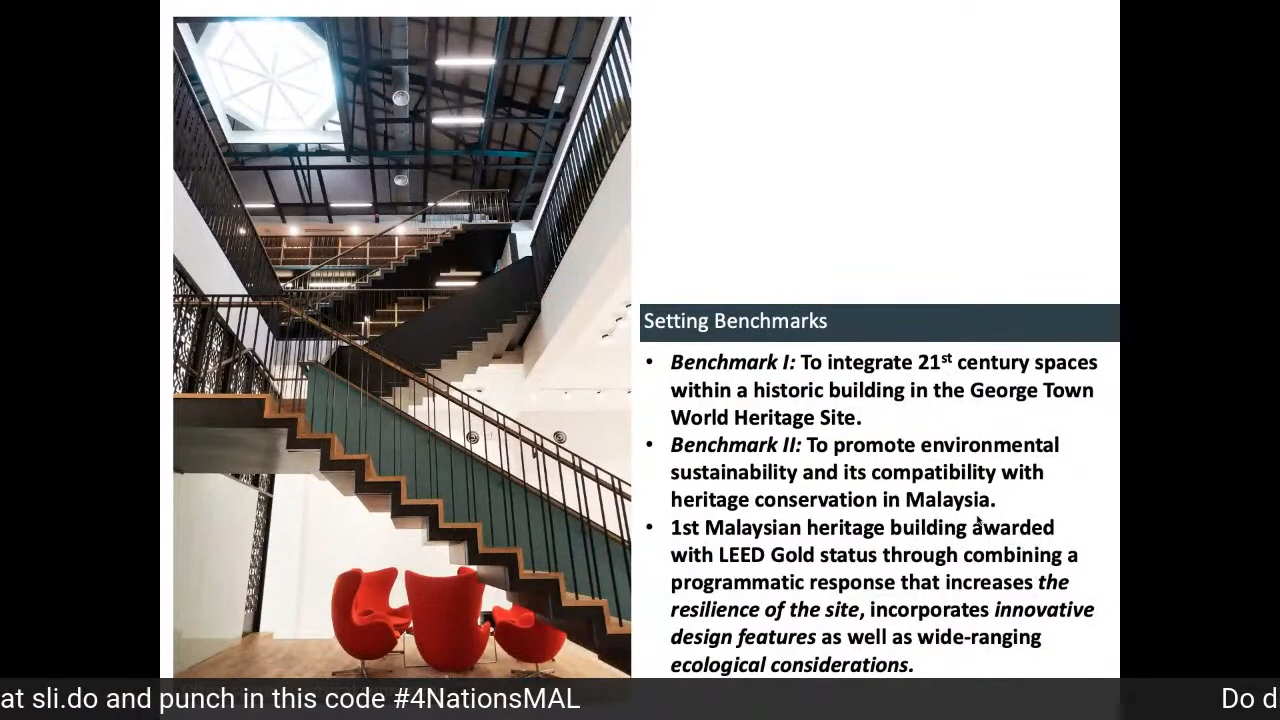 Setting Benchmarks
• Benchmark I: To integrate 21st century spaces
within a historic building in the George Town
World Heritage Site.
• Benchmark II: To promote environmental
sustainability and its compatibility with
heritage conservation in Malaysia.
• 1st Malaysian heritage building awarded
with LEED Gold status through combining a
programmatic response that increases the
resilience of the site, incorporates innovative
design features as well as wide-ranging
ecological considerations.
at sli.do and punch in this code #4NationsMAL
Do d